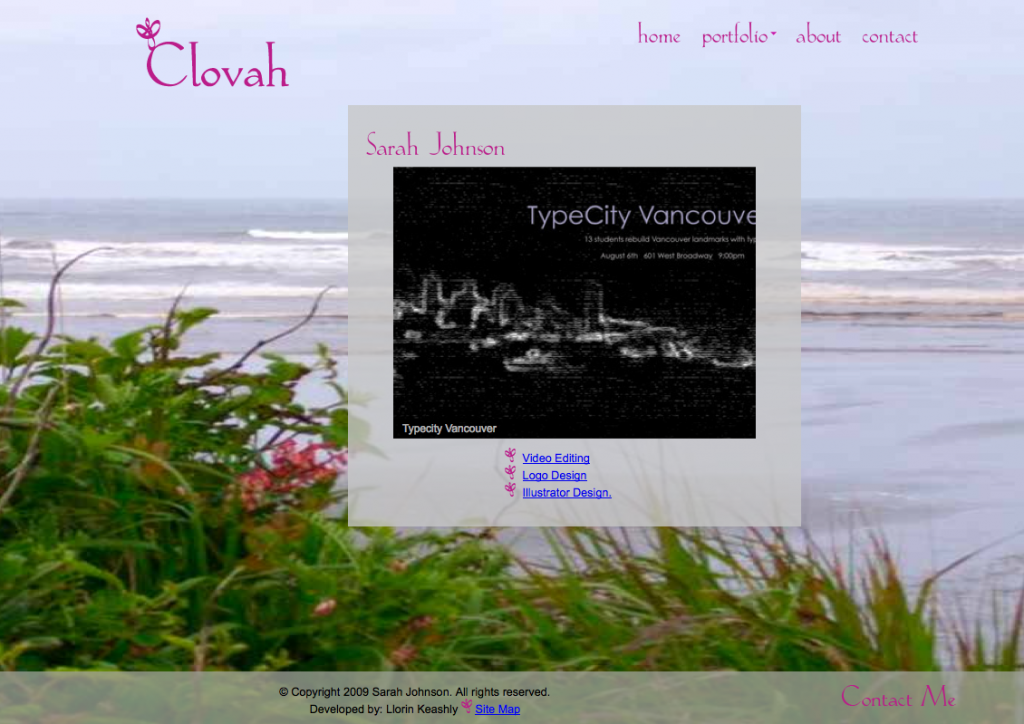 Clovah
home portfolio about contact
Sarah Johnson
TypeCity Vancouve
13 students rebuild Vancouver landmarks with typ
August 6th 601 West Broadway 9:00pm
Typecity Vancouver
Video Editing
Logo Design
Illustrator Design.
© Copyright 2009 Sarah Johnson. All rights reserved.
Developed by: Llorin Keashly Site Map
Contact Me